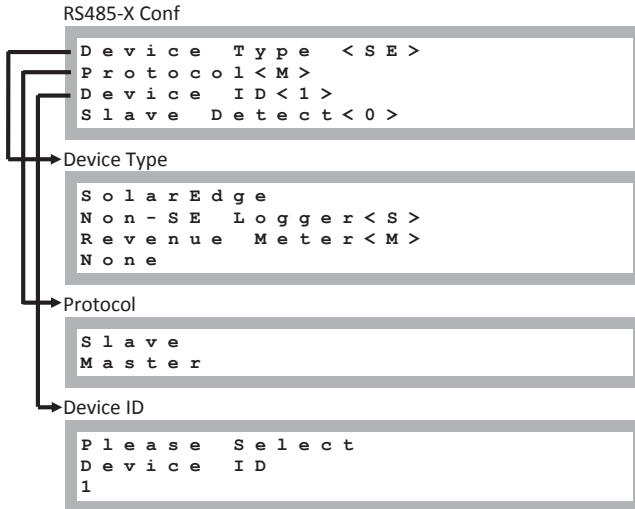 RS485-X Conf
Device Type <SE>
Protocol<M>
Device ID<1>
Slave Detect<0>
Device Type
SolarEdge
Non-SE Logger<S>
Revenue Meter<M>
None
Protocol
Slave
Master
Device ID
Please Select
Device ID
1